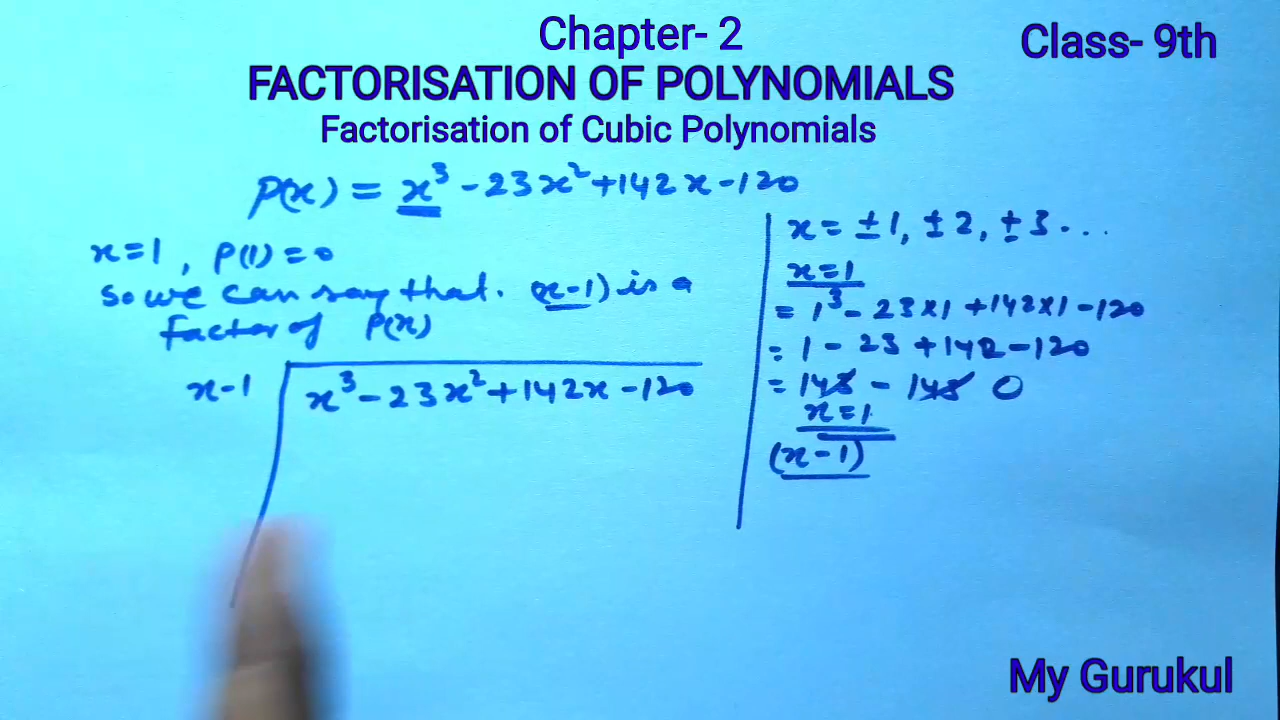 Chapter- 2
Class- 9th
FACTORISATION OF POLYNOMIALS
Factorisation of Cubic Polynomials
P(x) = x³ - 23x² + 142x - 120
x=1, P(1)=0
so we can say that. (x-1) is a
factor of P(x)
x-1
x³ - 23x² + 142x - 120
x = ±1, ±2, ±3...
x=1
= 1³ - 23×1 + 142×1 - 120
= 1 - 23 + 142 - 120
= 143 - 143 0
x=1
(x-1)
My Gurukul